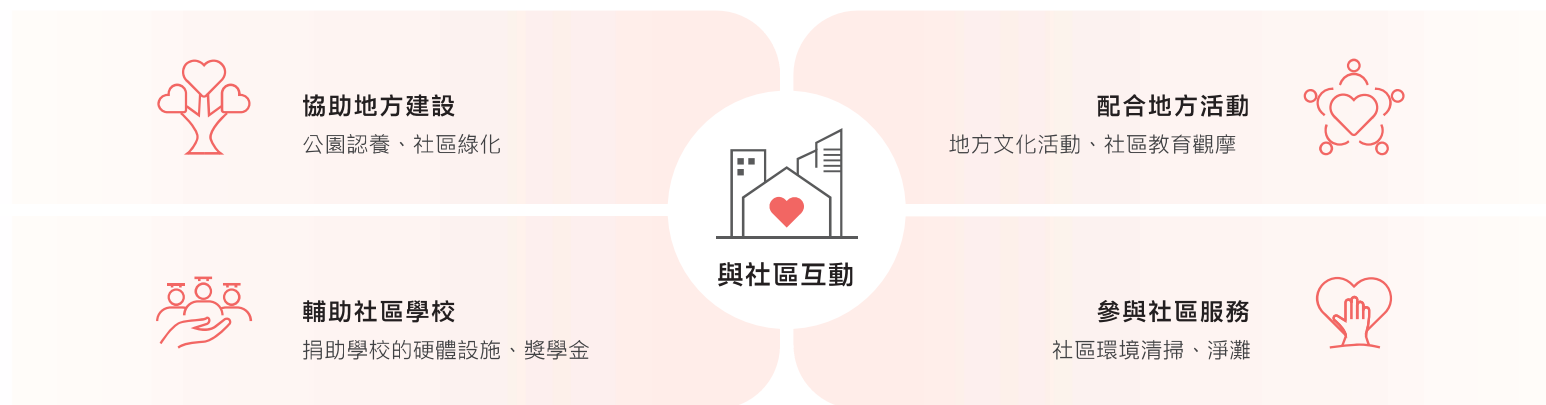 協助地方建設
公園認養、社區綠化
配合地方活動
地方文化活動、社區教育觀摩
與社區互動
輔助社區學校
捐助學校的硬體設施、獎學金
參與社區服務
社區環境清掃、淨灘